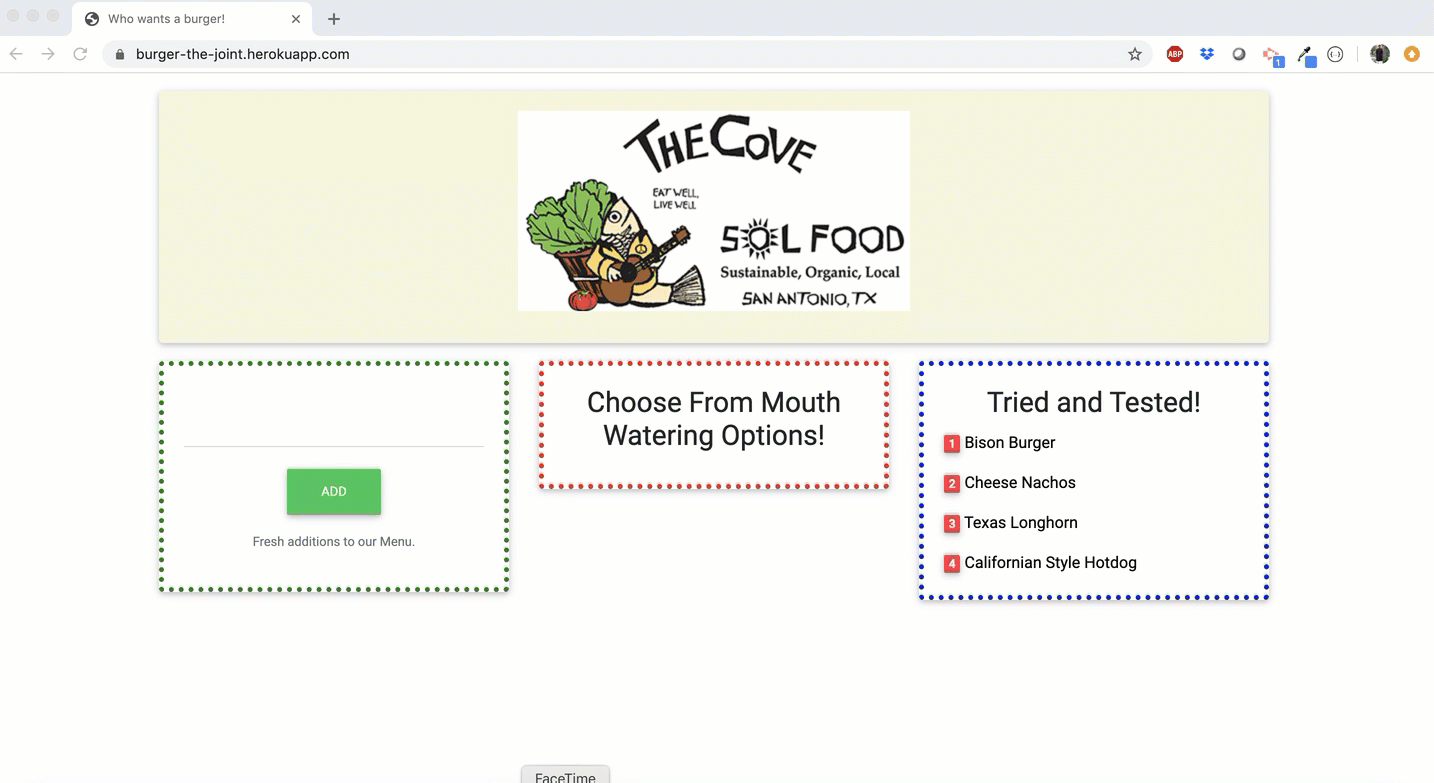 Who wants a burger!
burger-the-joint.herokuapp.com
ABP
1
THE COVE
EAT WELL,
LIVE WELL
SOL FOOD
Sustainable, Organic, Local
SAN ANTONIO, TX
ADD
Fresh additions to our Menu.
Choose From Mouth
Watering Options!
Tried and Tested!
1 Bison Burger
2 Cheese Nachos
3 Texas Longhorn
4 Californian Style Hotdog
FaceTime